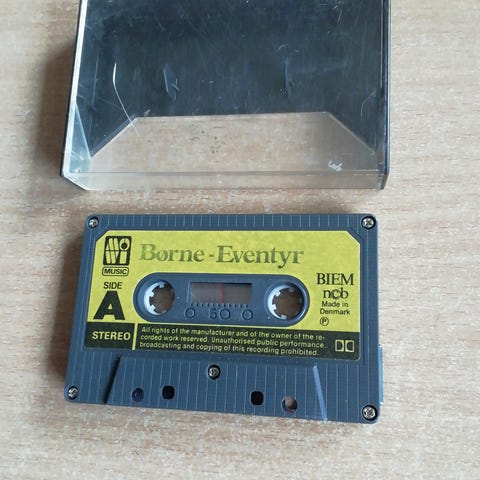 Børne-Eventyr
MUSIC
SIDE
A
STEREO
BIEM
ncb
Made in
Denmark
P
50
All rights of the manufacturer and of the owner of the re-
corded work reserved. Unauthorised public performance,
broadcasting and copying of this recording prohibited.